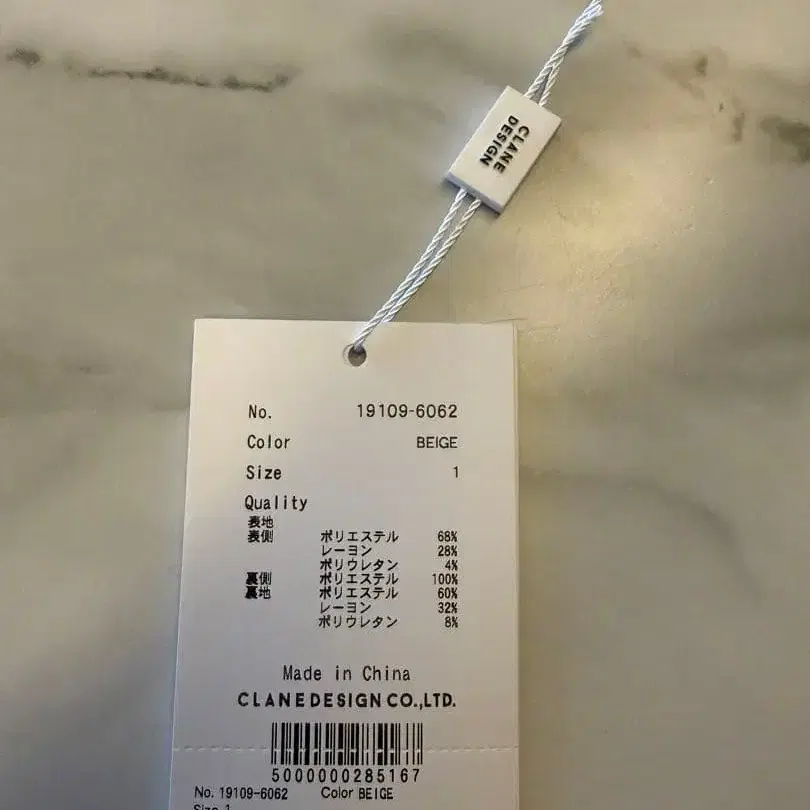 CLANE
DESIGN
No. 19109-6062
Color BEIGE
Size 1
Quality
表地
表側 ポリエステル 68%
レーヨン 28%
ポリウレタン 4%
裏側 ポリエステル 100%
裏地 ポリエステル 60%
レーヨン 32%
ポリウレタン 8%
Made in China
CLANEDESIGN CO.,LTD.
5000000285167
No. 19109-6062 Color BEIGE
Size 1